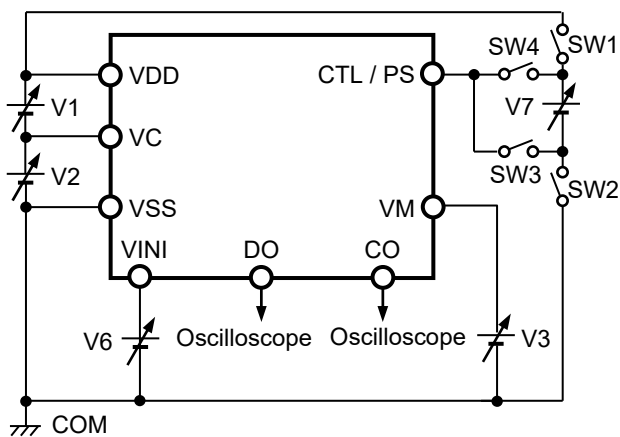 SW1
SW4
VDD
CTL / PS
V1
V7
VC
V2
SW3
SW2
VSS
VM
VINI
DO
CO
V6
Oscilloscope
Oscilloscope
V3
COM